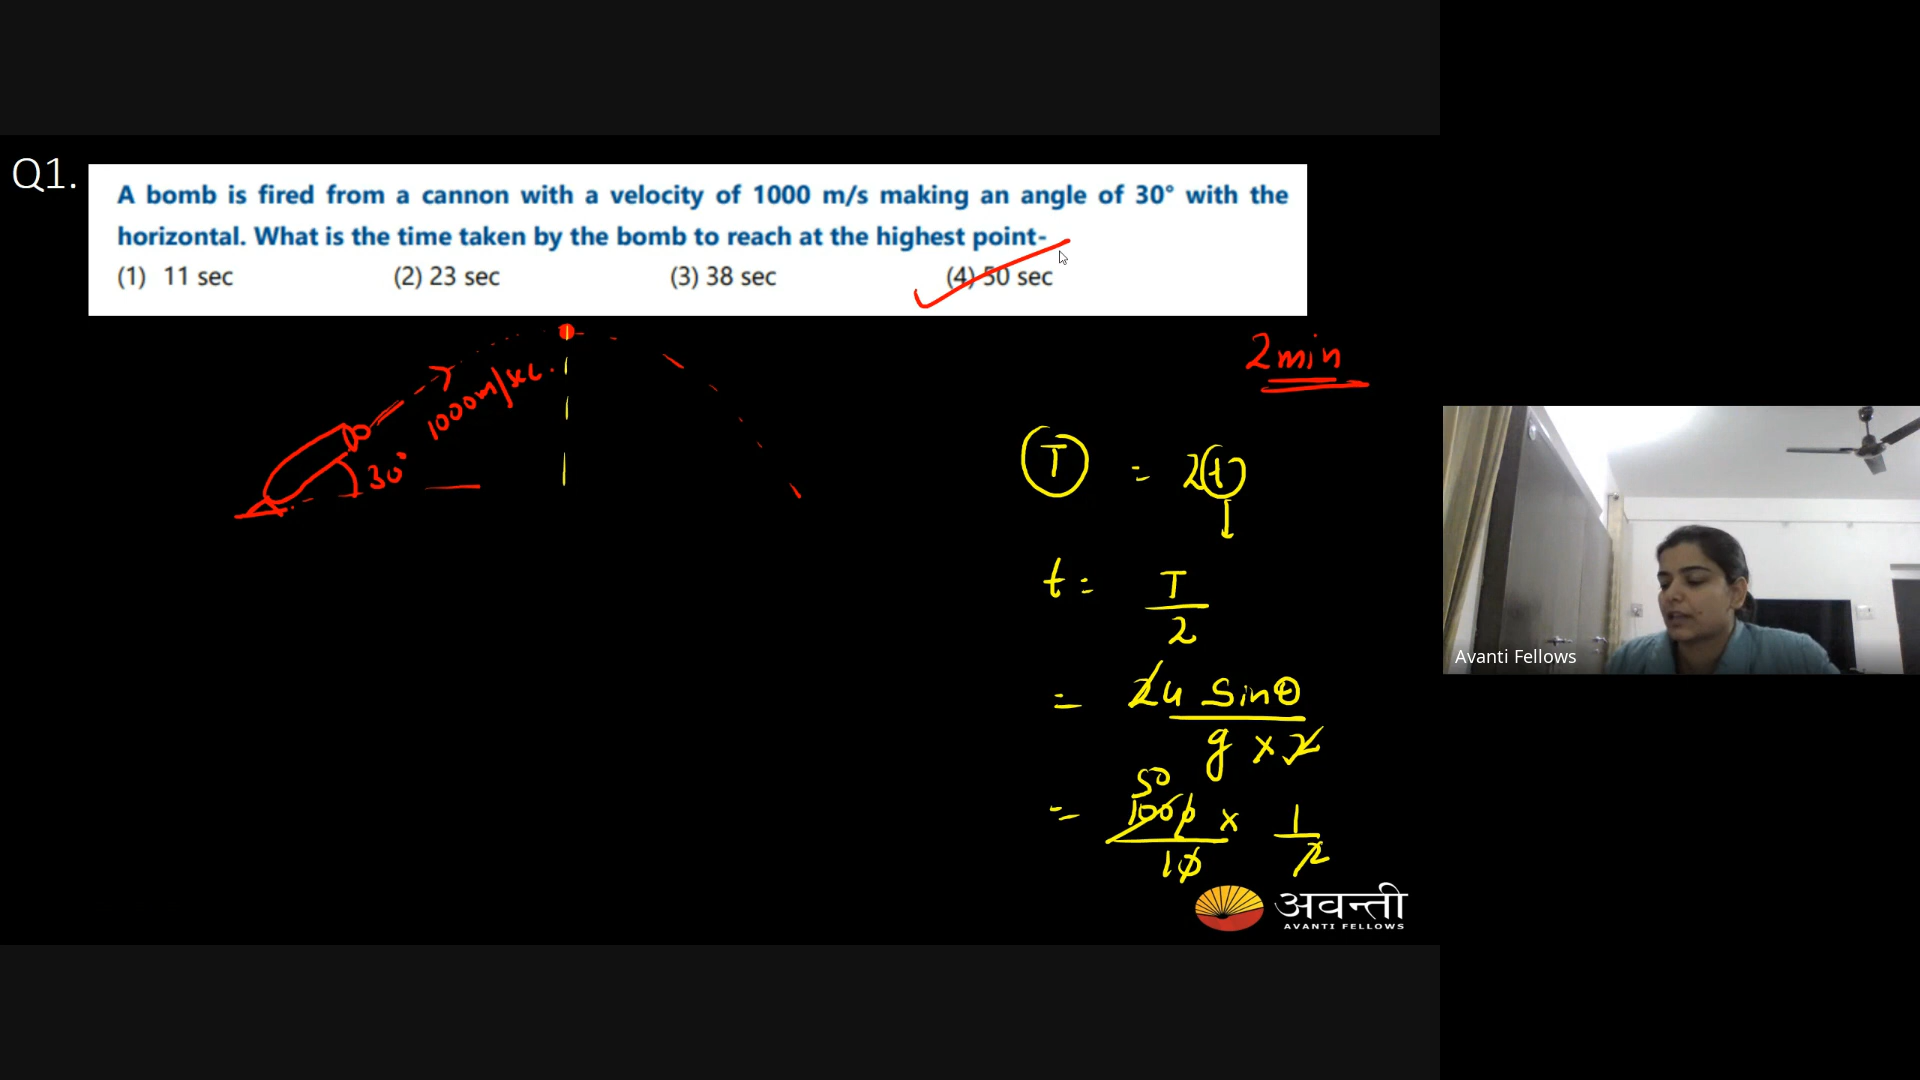 Q1.
A bomb is fired from a cannon with a velocity of 1000 m/s making an angle of 30° with the
horizontal. What is the time taken by the bomb to reach at the highest point-
(1) 11 sec (2) 23 sec (3) 38 sec (4) 50 sec
2min
1000m/sec.
30°
T = 2t
t = T/2
= 2u Sinθ / g x 2
50
= 1000/10 x 1/2
Avanti Fellows
अवन्ती
AVANTI FELLOWS